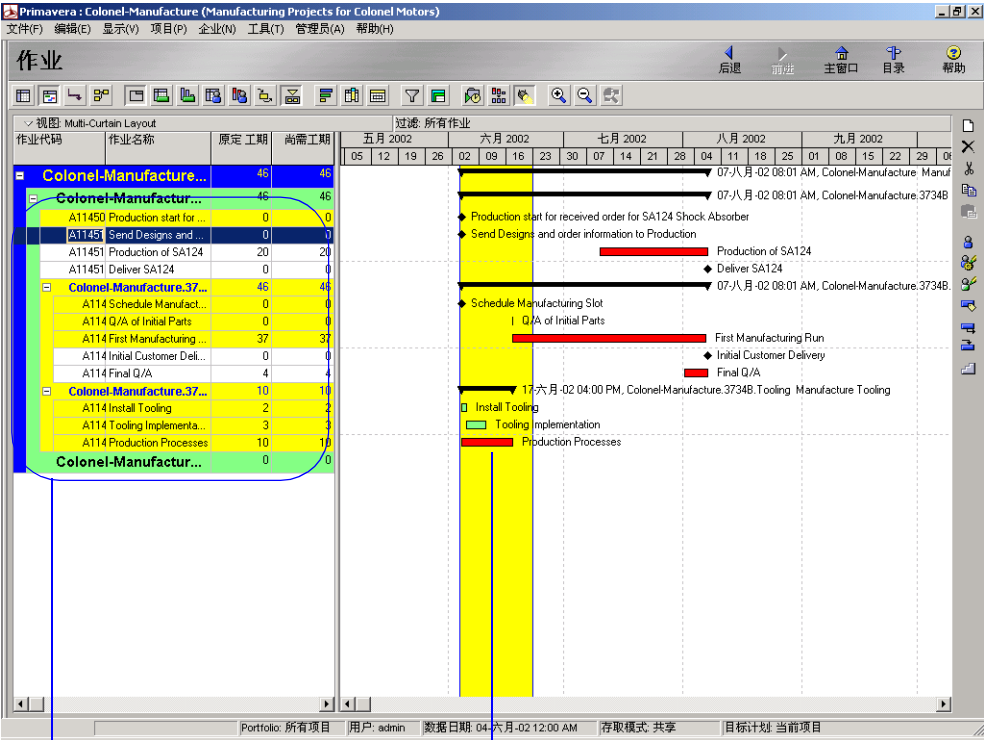 Primavera : Colonel-Manufacture (Manufacturing Projects for Colonel Motors)
文件(F) 编辑(E) 显示(V) 项目(P) 企业(N) 工具(T) 管理员(A) 帮助(H)
作业
后退 前进 主窗口 目录 帮助
视图: Multi-Curtain Layout 过滤: 所有作业
作业代码 作业名称 原定 工期 尚需工期 五月 2002 六月 2002 七月 2002 八月 2002 九月 2002
05 12 19 26 02 09 16 23 30 07 14 21 28 04 11 18 25 01 08 15 22 29
Colonel-Manufacture... 46 46 07-八月-02 08:01 AM, Colonel-Manufacture Manuf
Colonel-Manufactur... 46 46 07-八月-02 08:01 AM, Colonel-Manufacture.3734B
A11450 Production start for ... 0 0 Production start for received order for SA124 Shock Absorber
A11451 Send Designs and ... 0 0 Send Designs and order information to Production
A11451 Production of SA124 20 20 Production of SA124
A11451 Deliver SA124 0 0 Deliver SA124
Colonel-Manufacture.37... 46 46 07-八月-02 08:01 AM, Colonel-Manufacture.3734B.
A114 Schedule Manufact... 0 0 Schedule Manufacturing Slot
A114 Q/A of Initial Parts 0 0 Q/A of Initial Parts
A114 First Manufacturing ... 37 37 First Manufacturing Run
A114 Initial Customer Deli... 0 0 Initial Customer Delivery
A114 Final Q/A 4 4 Final Q/A
Colonel-Manufacture.37... 10 10 17-六月-02 04:00 PM, Colonel-Manufacture.3734B.Tooling Manufacture Tooling
A114 Install Tooling 2 2 Install Tooling
A114 Tooling Implementa... 3 3 Tooling Implementation
A114 Production Processes 10 10 Production Processes
Colonel-Manufactur... 0 0
Portfolio: 所有项目 用户: admin 数据日期: 04-六月-02 12:00 AM 存取模式: 共享 目标计划: 当前项目